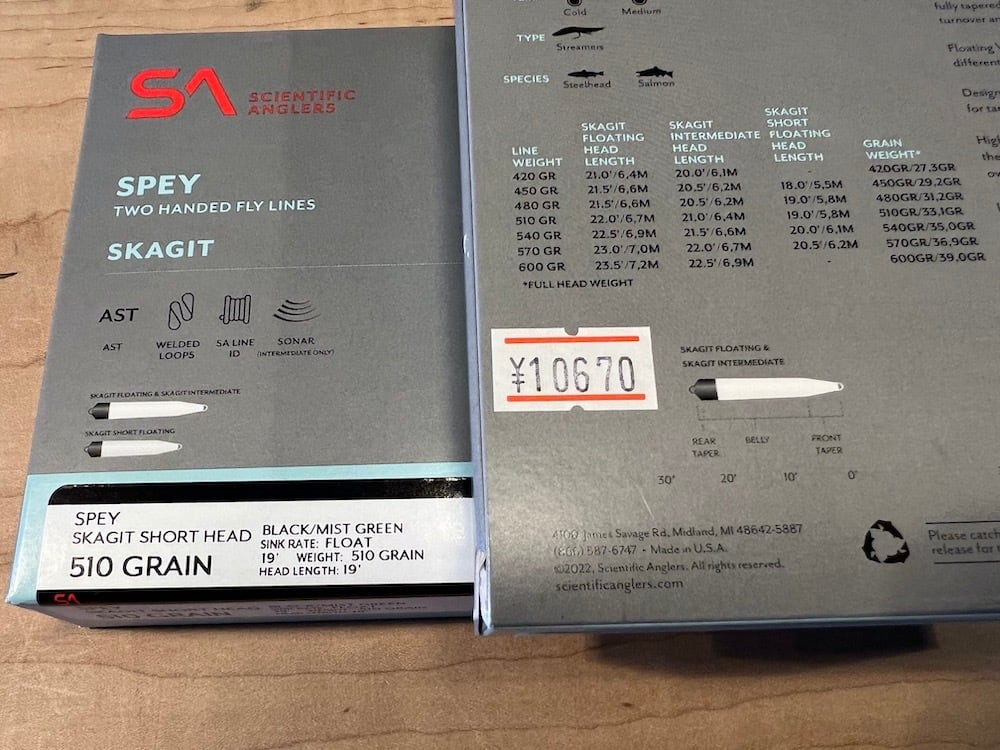 SA
SCIENTIFIC
ANGLERS
SPEY
TWO HANDED FLY LINES
SKAGIT
AST
AST
WELDED
LOOPS
SA LINE
ID
SONAR
(INTERMEDIATE ONLY)
SKAGIT FLOATING & SKAGIT INTERMEDIATE
SKAGIT SHORT FLOATING
SPEY
SKAGIT SHORT HEAD
510 GRAIN
BLACK/MIST GREEN
SINK RATE: FLOAT
19' WEIGHT: 510 GRAIN
HEAD LENGTH: 19'
SA
SPEY
510 GRAIN
Cold Medium
TYPE
Streamers
SPECIES
Steelhead Salmon
LINE
WEIGHT
SKAGIT
FLOATING
HEAD
LENGTH
SKAGIT
INTERMEDIATE
HEAD
LENGTH
SKAGIT
SHORT
FLOATING
HEAD
LENGTH
GRAIN
WEIGHT*
420 GR 21.0'/6,4M 20.0'/6,1M 420GR/27,3GR
450 GR 21.5'/6,6M 20.5'/6,2M 18.0'/5,5M 450GR/29,2GR
480 GR 21.5'/6,6M 20.5'/6,2M 19.0'/5,8M 480GR/31,2GR
510 GR 22.0'/6,7M 21.0'/6,4M 19.0'/5,8M 510GR/33,1GR
540 GR 22.5'/6,9M 21.5'/6,6M 20.0'/6,1M 540GR/35,0GR
570 GR 23.0'/7,0M 22.0'/6,7M 20.5'/6,2M 570GR/36,9GR
600 GR 23.5'/7,2M 22.5'/6,9M - 600GR/39,0GR
*FULL HEAD WEIGHT
¥10670
SKAGIT FLOATING &
SKAGIT INTERMEDIATE
REAR
TAPER
BELLY
FRONT
TAPER
30' 20' 10' 0'
4100 James Savage Rd, Midland, MI 48642-5887
(800) 587-6747 • Made in U.S.A.
©2022, Scientific Anglers. All rights reserved.
scientificanglers.com
Please catch
release for
fully tapered
turnover an
Floating
different
Design
for
High
the